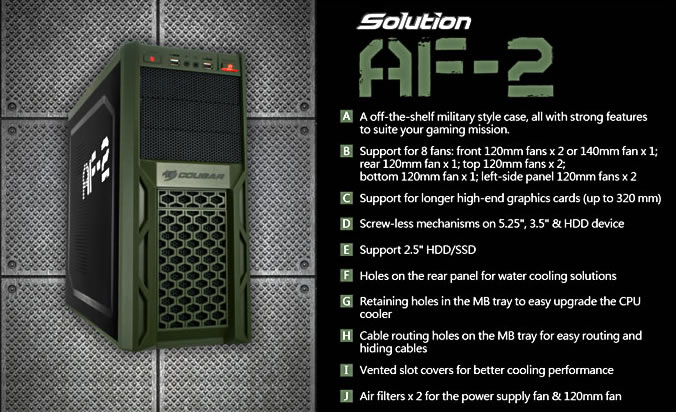 Solution
AF-2
A A off-the-shelf military style case, all with strong features
to suite your gaming mission.
B Support for 8 fans: front 120mm fans x 2 or 140mm fan x 1;
rear 120mm fan x 1; top 120mm fans x 2;
bottom 120mm fan x 1; left-side panel 120mm fans x 2
C Support for longer high-end graphics cards (up to 320 mm)
D Screw-less mechanisms on 5.25", 3.5" & HDD device
E Support 2.5" HDD/SSD
F Holes on the rear panel for water cooling solutions
G Retaining holes in the MB tray to easy upgrade the CPU
cooler
H Cable routing holes on the MB tray for easy routing and
hiding cables
I Vented slot covers for better cooling performance
J Air filters x 2 for the power supply fan & 120mm fan
AF-2
COUGAR